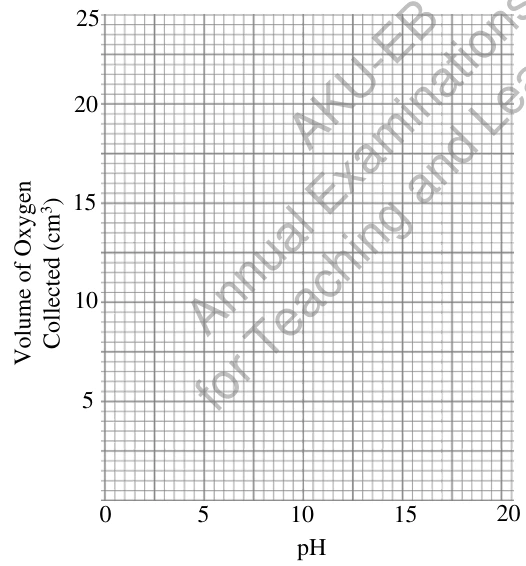 25
20
15
10
5
Volume of Oxygen
Collected (cm³)
0 5 10 15 20
pH
AKU-EB
Annual Examinations
for Teaching and